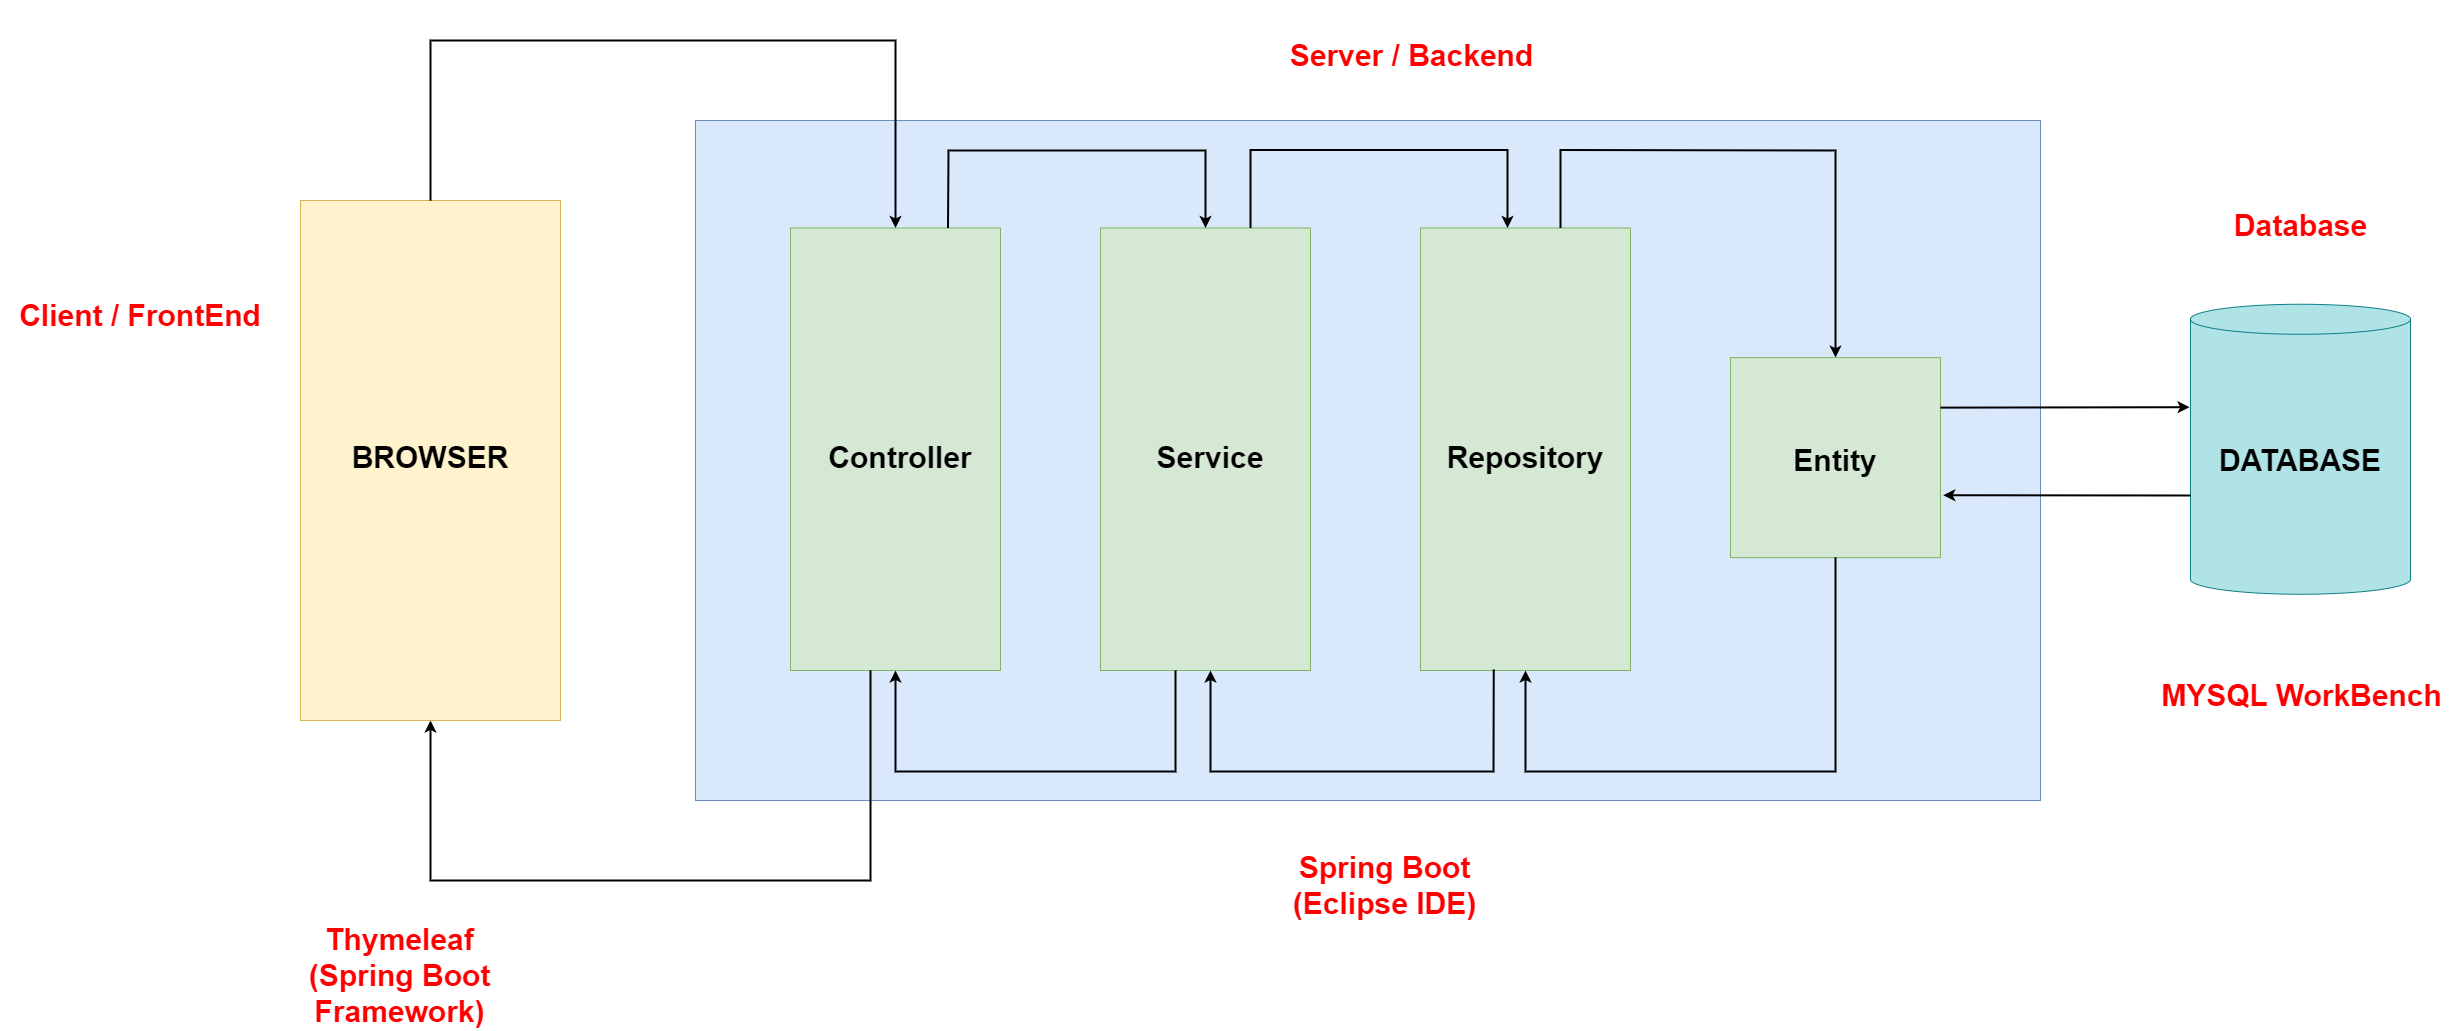 Server / Backend
Database
Client / FrontEnd
BROWSER
Controller
Service
Repository
Entity
DATABASE
MYSQL WorkBench
Spring Boot
(Eclipse IDE)
Thymeleaf
(Spring Boot
Framework)